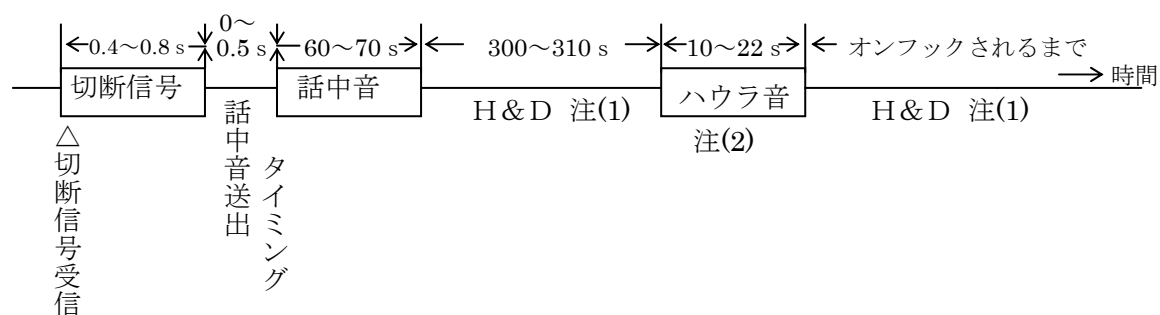 0～
0.4～0.8 s
0.5 s
60～70 s
300～310 s
10～22 s
オンフックされるまで
切断信号
話中音
ハウラ音
時間
H＆D 注(1)
注(2)
H＆D 注(1)
△切断信号受信
話中音送出
タイミング